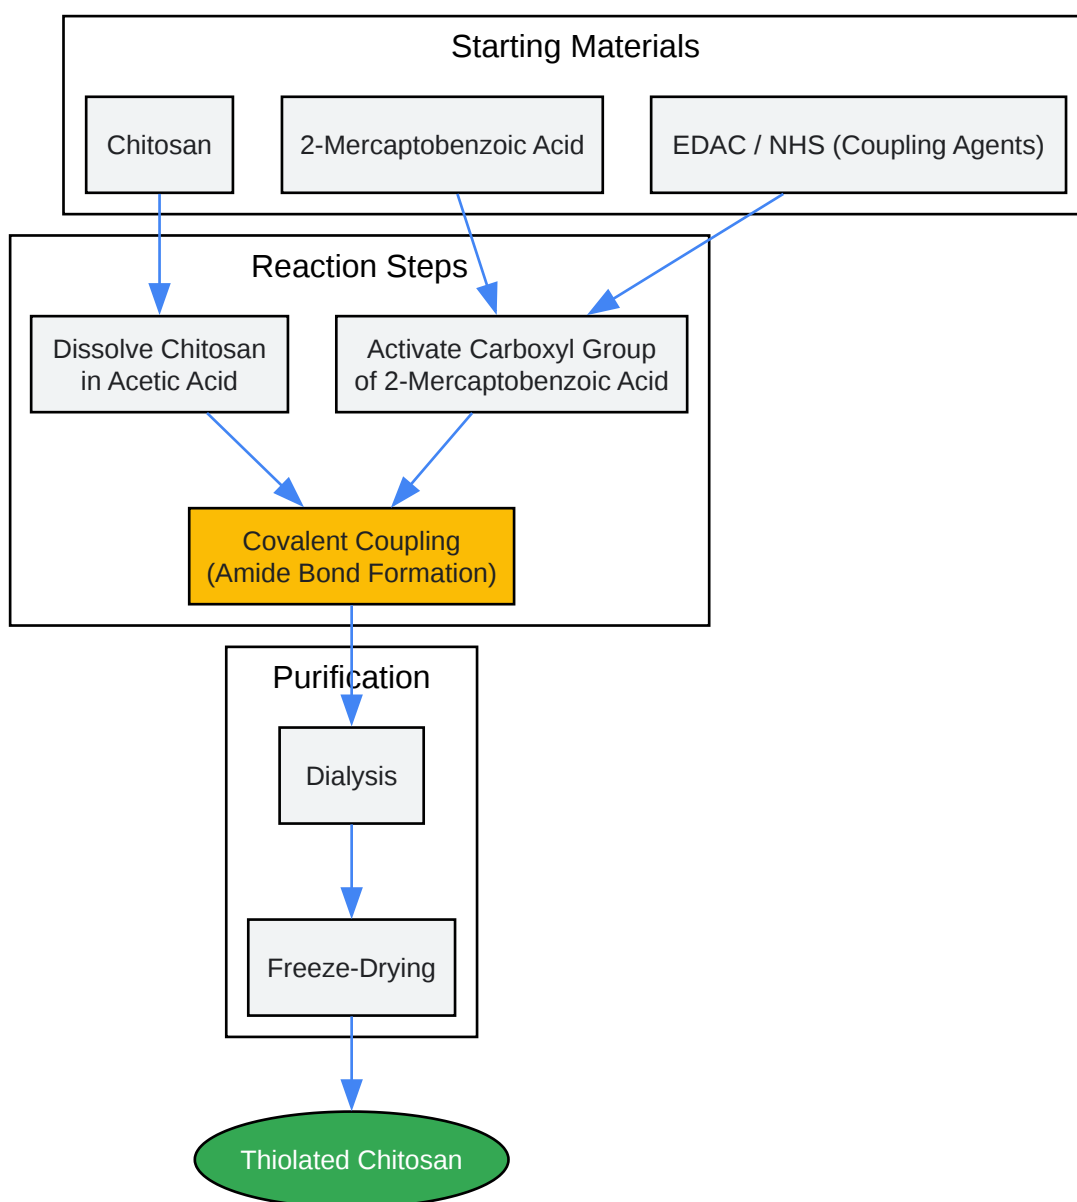 Starting Materials
Chitosan
2-Mercaptobenzoic Acid
EDAC / NHS (Coupling Agents)
Reaction Steps
Dissolve Chitosan
in Acetic Acid
Activate Carboxyl Group
of 2-Mercaptobenzoic Acid
Covalent Coupling
(Amide Bond Formation)
Purification
Dialysis
Freeze-Drying
Thiolated Chitosan